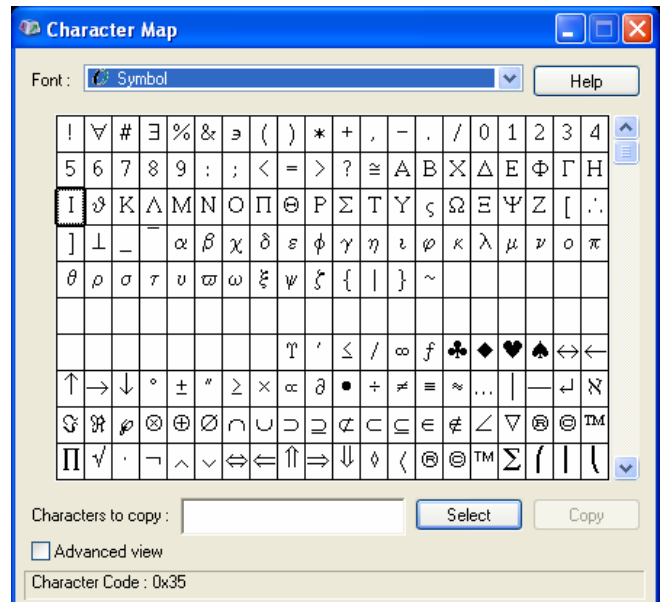 Character Map
Font : Symbol Help
! ∀ # ∃ % & ϶ ( ) ∗ + , − . / 0 1 2 3 4
5 6 7 8 9 : ; < = > ? ≅ Α Β Χ Δ Ε Φ Γ Η
Ι ϑ Κ Λ Μ Ν Ο Π Θ Ρ Σ Τ Υ ς Ω Ξ Ψ Ζ [ ∴
] ⊥ _ ‾ α β χ δ ε ϕ γ η ι φ κ λ μ ν ο π
θ ρ σ τ υ ϖ ω ξ ψ ζ { | } ~
ϒ ′ ≤ / ∞ ƒ ♣ ♦ ♥ ♠ ↔ ←
↑ → ↓ ° ± ″ ≥ × ∝ ∂ • ÷ ≠ ≡ ≈ … | — ↵ ℵ
ℑ ℜ ℘ ⊗ ⊕ ∅ ∩ ∪ ⊃ ⊇ ⊄ ⊂ ⊆ ∈ ∉ ∠ ∇ ® © ™
∏ √ ⋅ ¬ ∧ ∨ ⇔ ⇐ ⇑ ⇒ ⇓ ◊ 〈 ® © ™ ∑ ⎛ ⎜ ⎝
Characters to copy : Select Copy
Advanced view
Character Code : 0x35